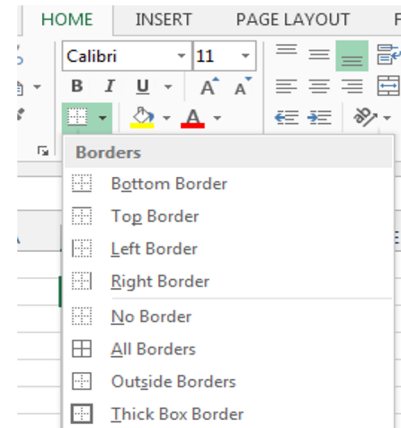 HOME INSERT PAGE LAYOUT F
Calibri 11
B I U A A
A
Borders
Bottom Border
Top Border
Left Border
Right Border
No Border
All Borders
Outside Borders
Thick Box Border
E